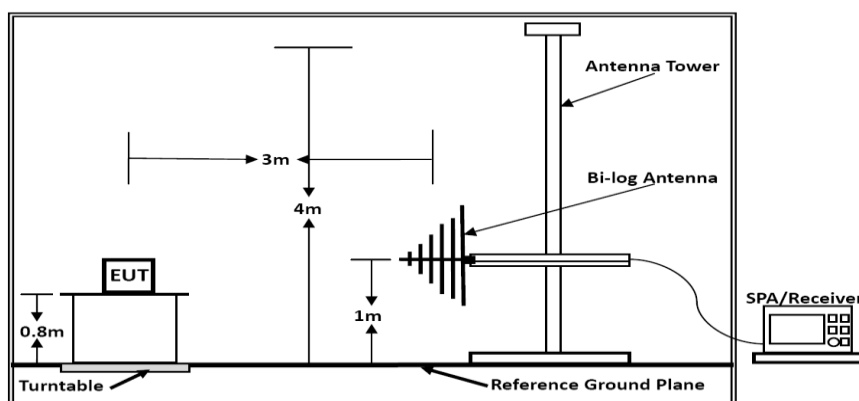 Antenna Tower
3m
Bi-log Antenna
4m
EUT
SPA/Receiver
0.8m
1m
Turntable
Reference Ground Plane